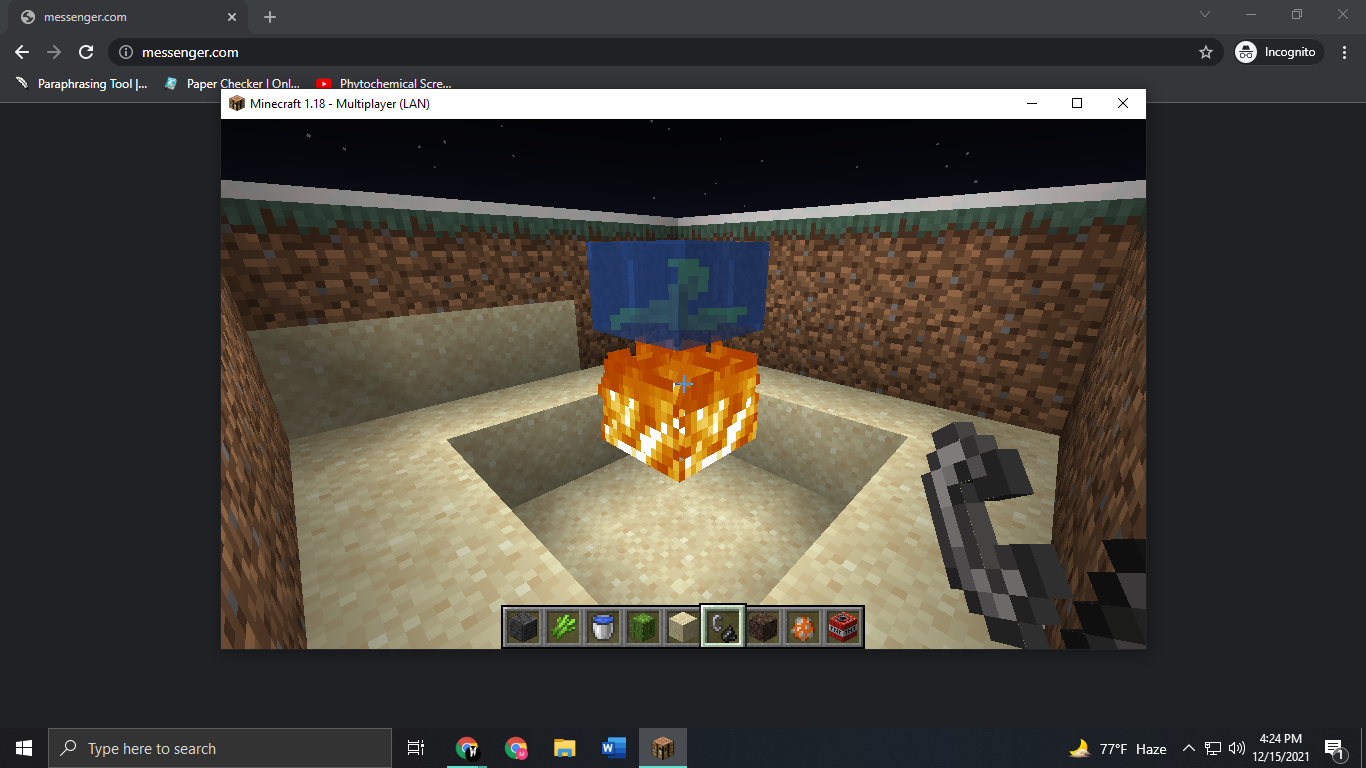 messenger.com
messenger.com
Incognito
Paraphrasing Tool |... Paper Checker | Onl... Phytochemical Scre...
Minecraft 1.18 - Multiplayer (LAN)
Type here to search
77°F Haze
4:24 PM
12/15/2021
1